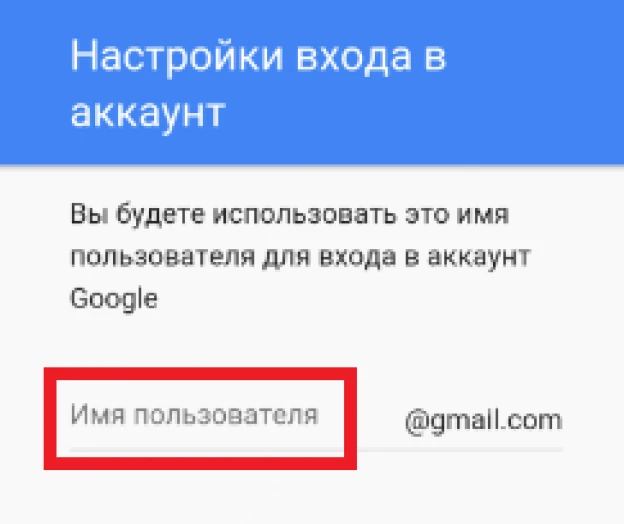 Настройки входа в
аккаунт
Вы будете использовать это имя
пользователя для входа в аккаунт
Google
Имя пользователя @gmail.com